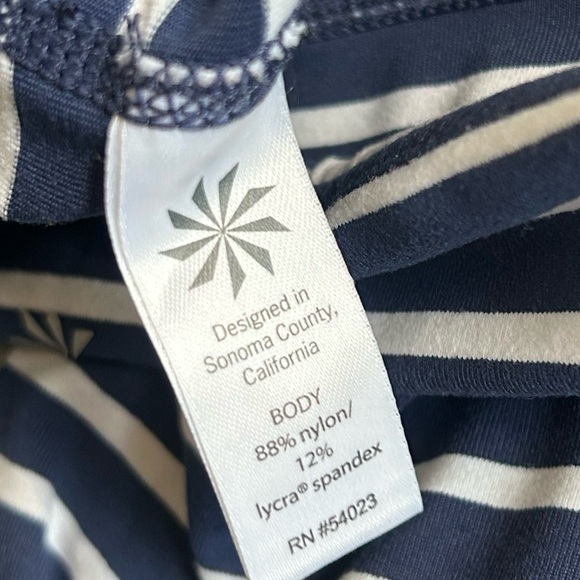 Designed in
Sonoma County,
California
BODY
88% nylon/
12%
lycra® spandex
RN #54023